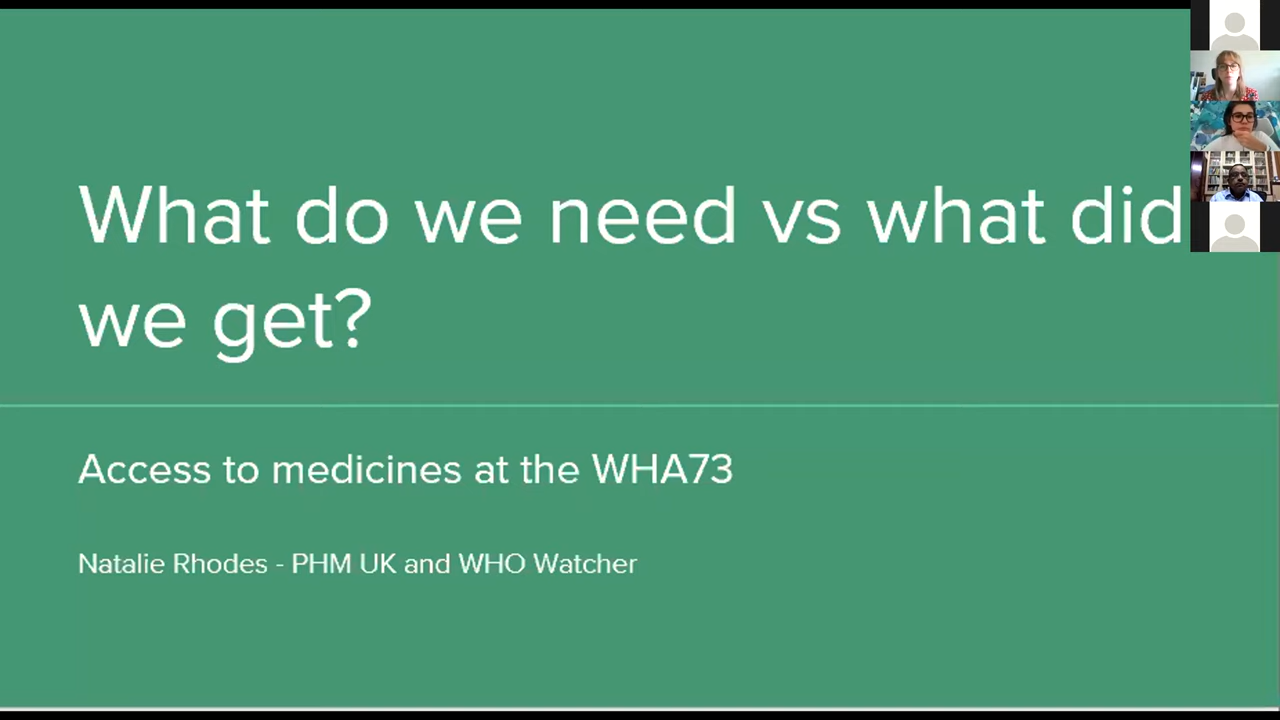 What do we need vs what did
we get?
Access to medicines at the WHA73
Natalie Rhodes - PHM UK and WHO Watcher